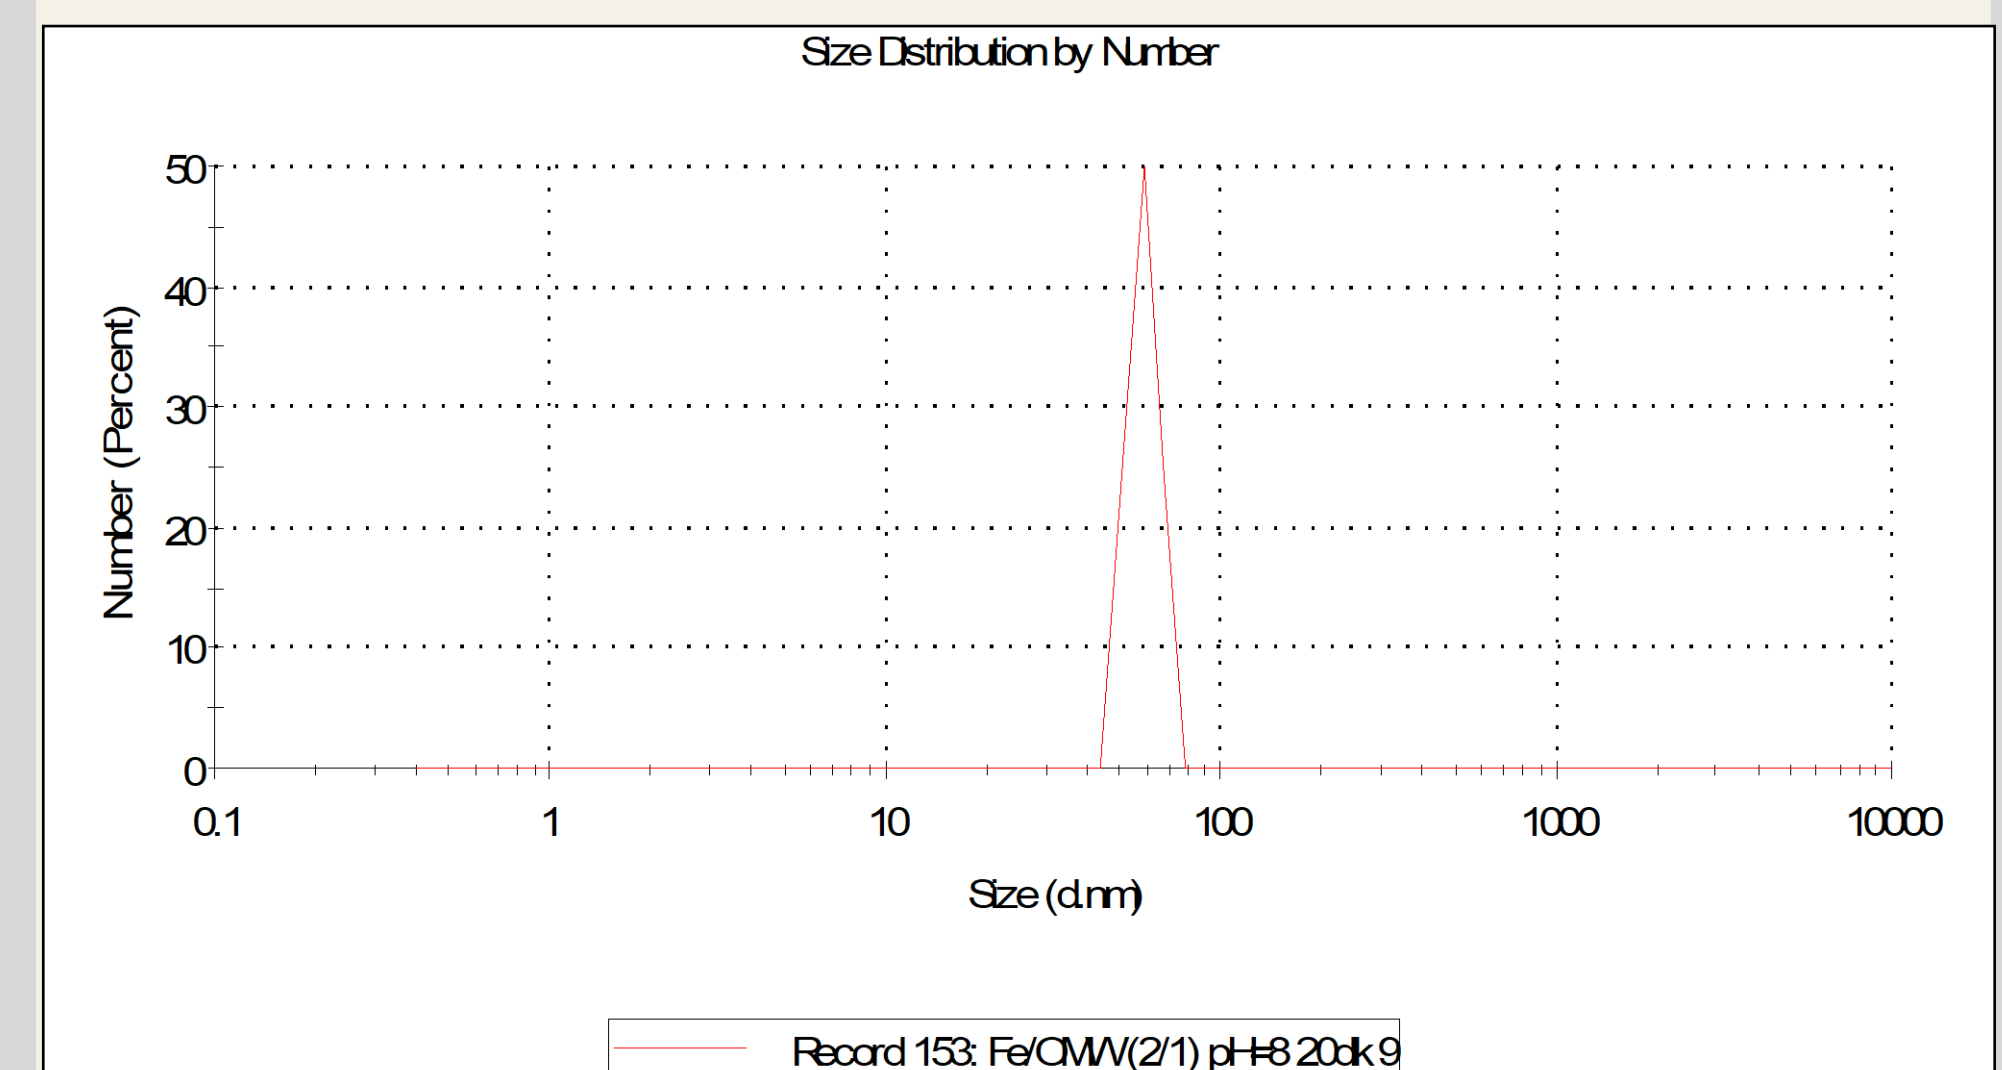 Size Distribution by Number
50
40
30
20
10
0
Number (Percent)
0.1 1 10 100 1000 10000
Size (d.nm)
Record 153: Fe/OMW(2/1) pH=8 20dk 9